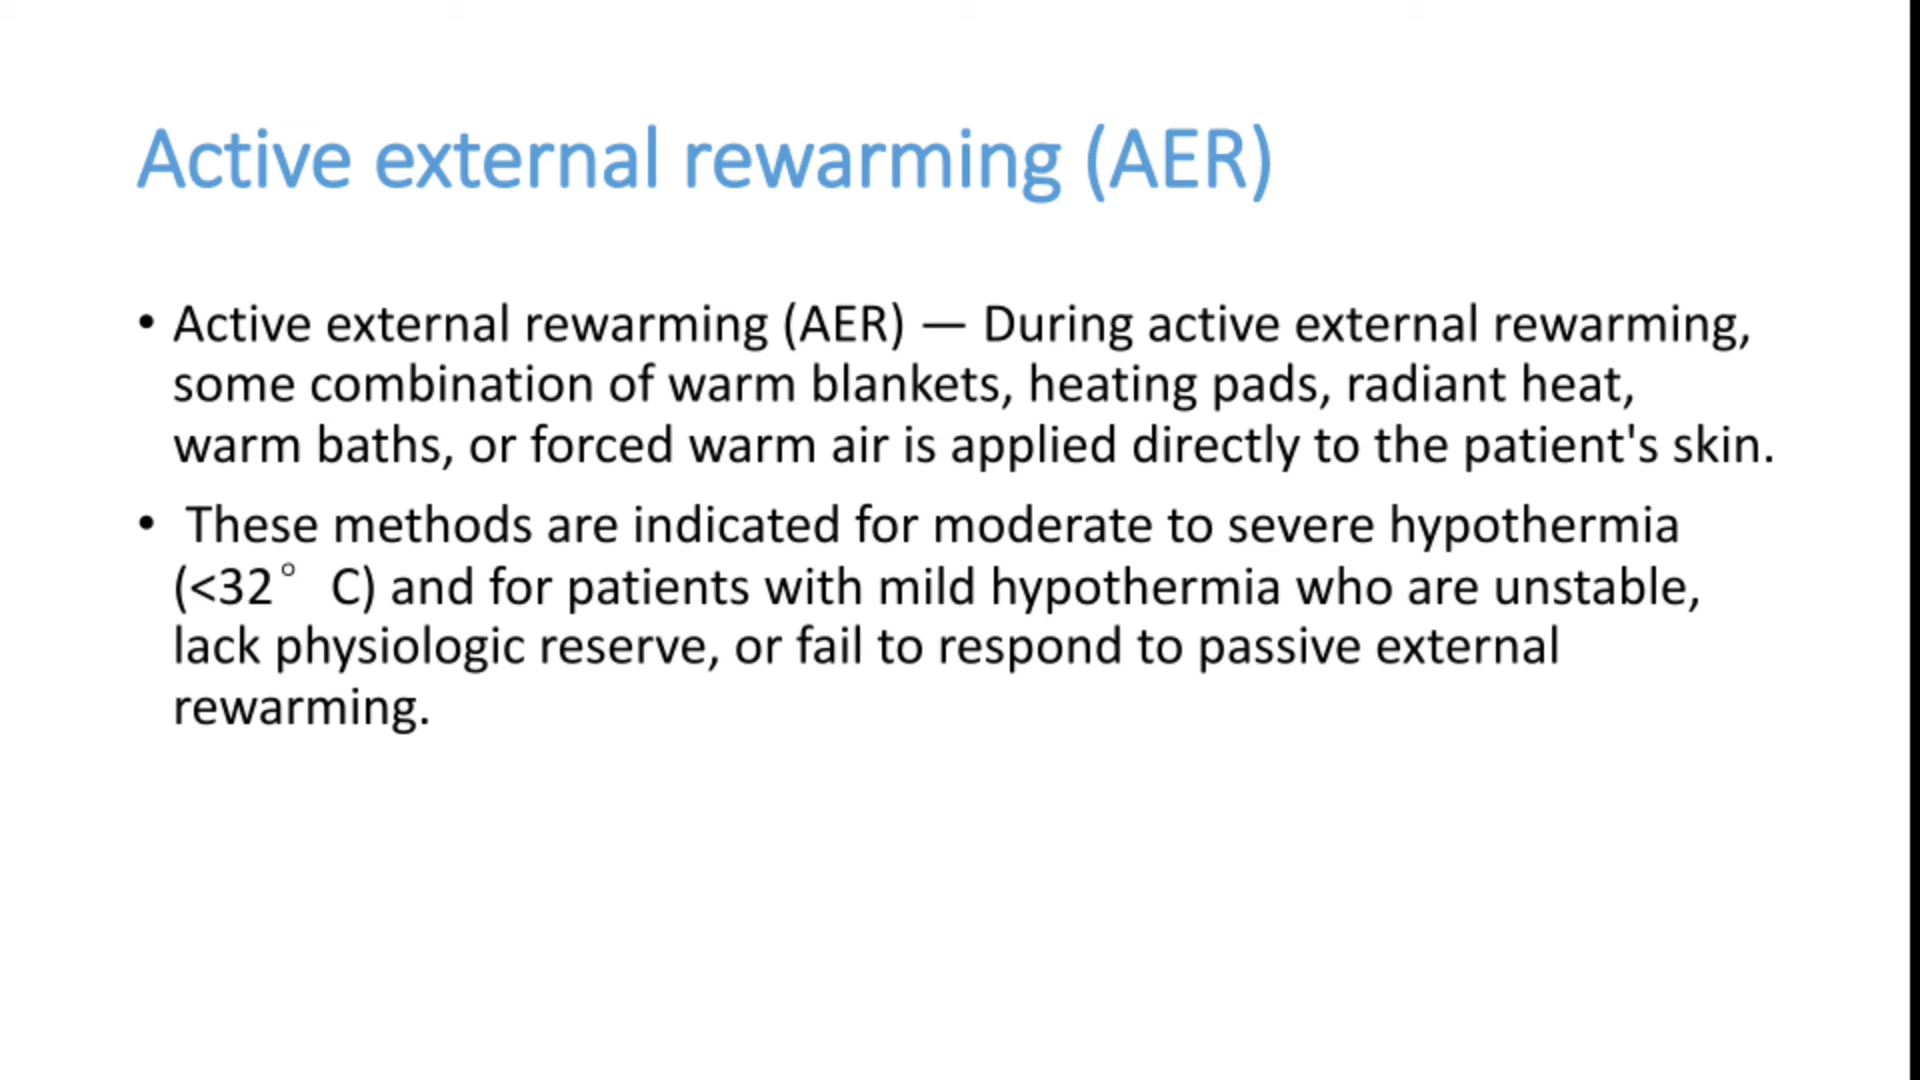 Active external rewarming (AER)
• Active external rewarming (AER) — During active external rewarming,
some combination of warm blankets, heating pads, radiant heat,
warm baths, or forced warm air is applied directly to the patient's skin.
• These methods are indicated for moderate to severe hypothermia
(<32° C) and for patients with mild hypothermia who are unstable,
lack physiologic reserve, or fail to respond to passive external
rewarming.